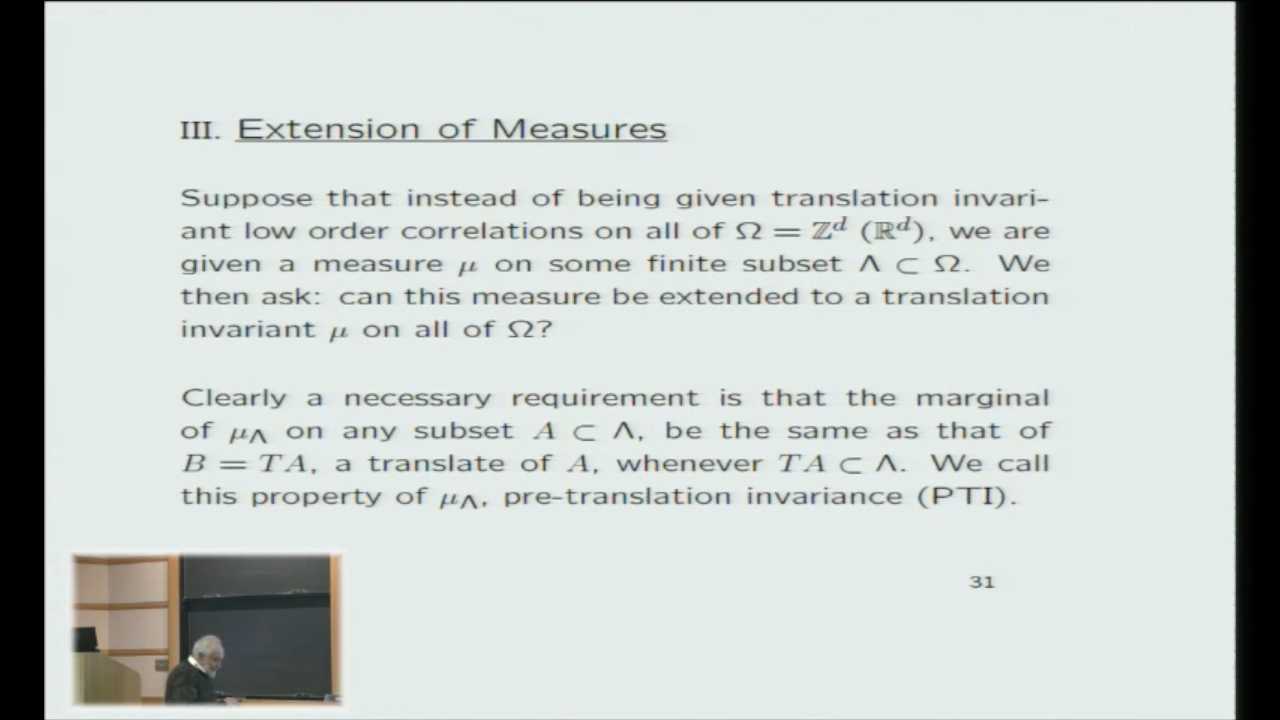 III. Extension of Measures
Suppose that instead of being given translation invari-
ant low order correlations on all of Ω = ℤᵈ (ℝᵈ), we are
given a measure μ on some finite subset Λ ⊂ Ω. We
then ask: can this measure be extended to a translation
invariant μ on all of Ω?
Clearly a necessary requirement is that the marginal
of μ_Λ on any subset A ⊂ Λ, be the same as that of
B = TA, a translate of A, whenever TA ⊂ Λ. We call
this property of μ_Λ, pre-translation invariance (PTI).
31